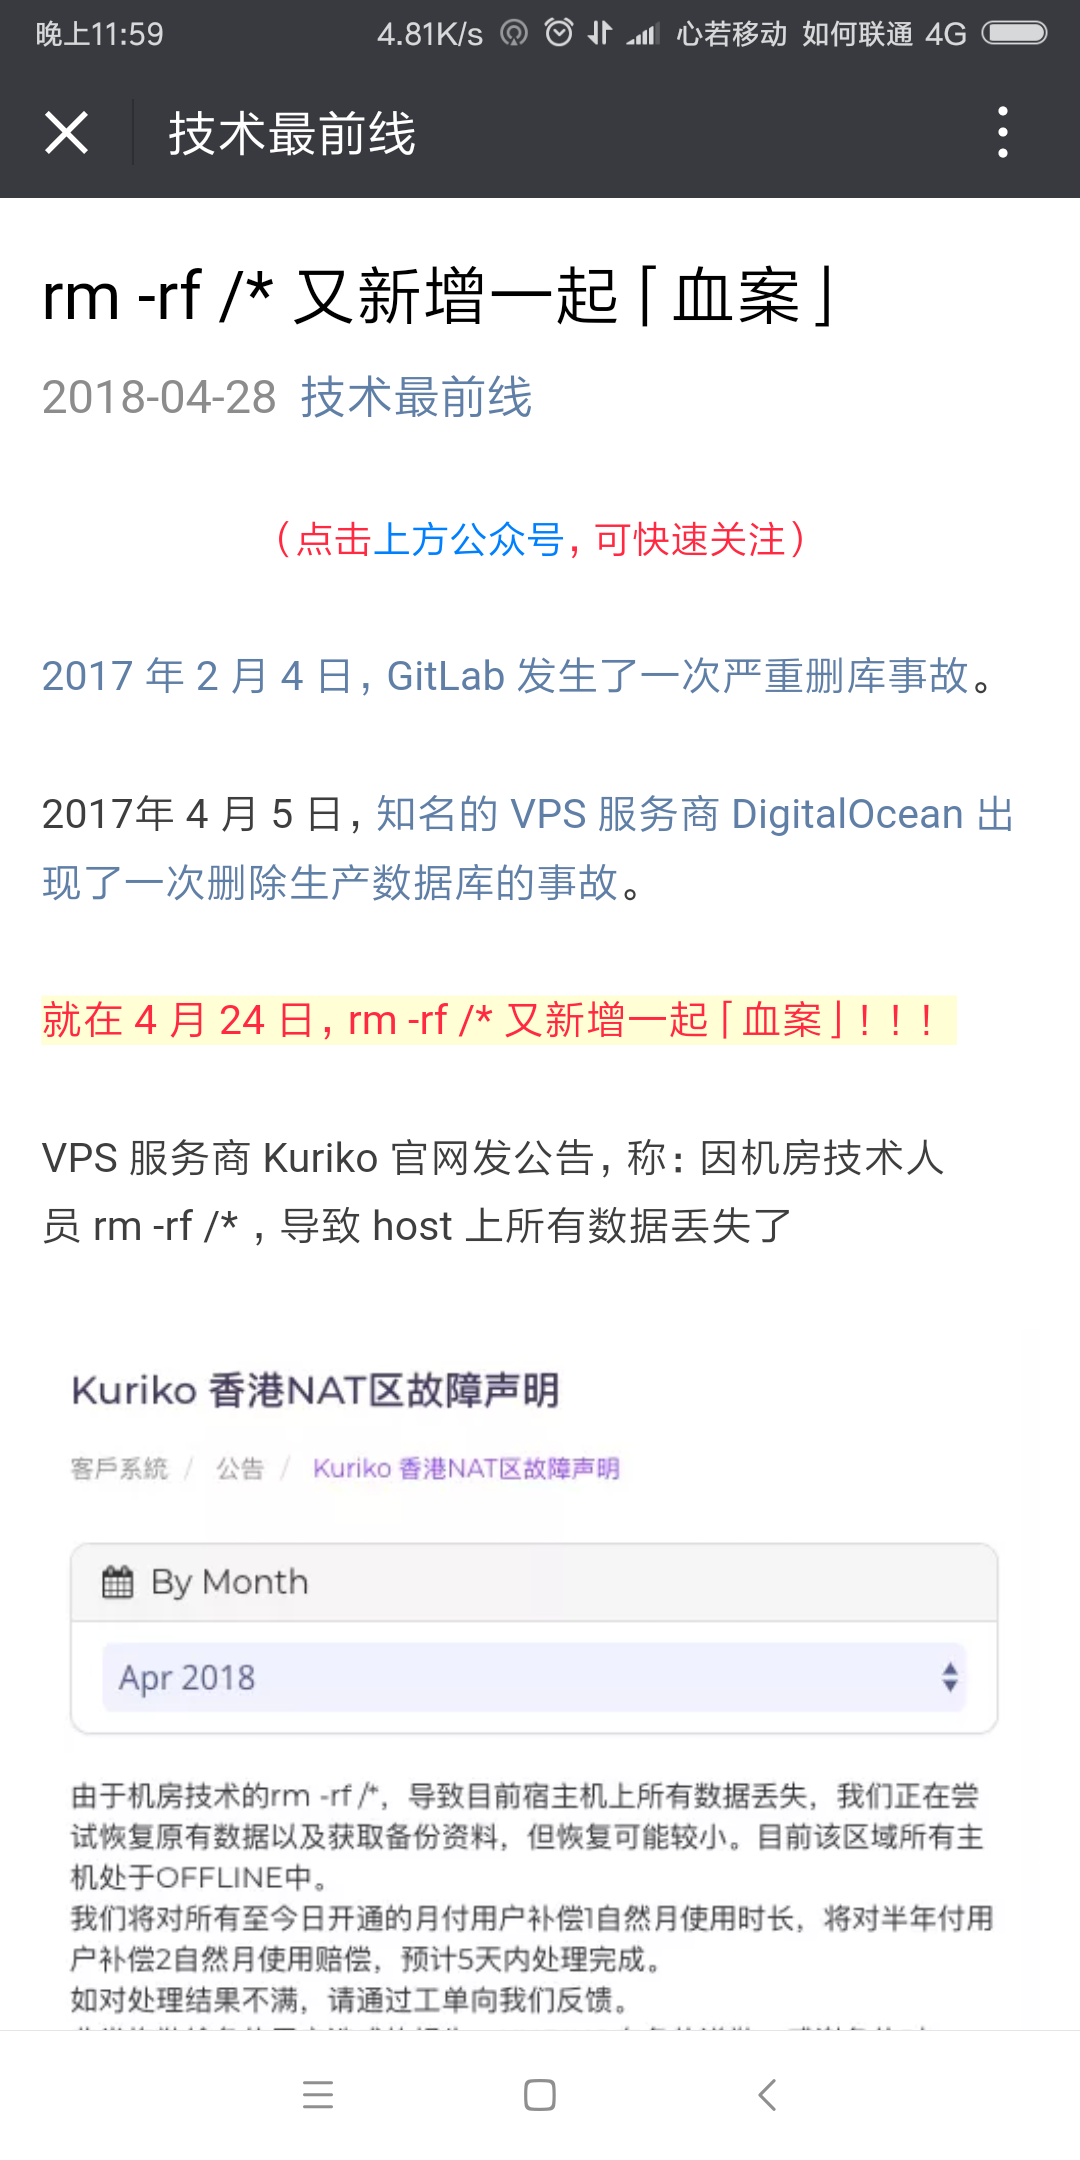 晚上11:59 4.81K/s 心若移动 如何联通 4G
技术最前线
rm -rf /* 又新增一起「血案」
2018-04-28 技术最前线
（点击上方公众号，可快速关注）
2017 年 2 月 4 日，GitLab 发生了一次严重删库事故。
2017年 4 月 5 日，知名的 VPS 服务商 DigitalOcean 出
现了一次删除生产数据库的事故。
就在 4 月 24 日，rm -rf /* 又新增一起「血案」！！！
VPS 服务商 Kuriko 官网发公告，称：因机房技术人
员 rm -rf /* ，导致 host 上所有数据丢失了
Kuriko 香港NAT区故障声明
客戶系統 / 公告 / Kuriko 香港NAT区故障声明
By Month
Apr 2018
由于机房技术的rm -rf /*，导致目前宿主机上所有数据丢失，我们正在尝
试恢复原有数据以及获取备份资料，但恢复可能较小。目前该区域所有主
机处于OFFLINE中。
我们将对所有至今日开通的月付用户补偿1自然月使用时长，将对半年付用
户补偿2自然月使用赔偿，预计5天内处理完成。
如对处理结果不满，请通过工单向我们反馈。